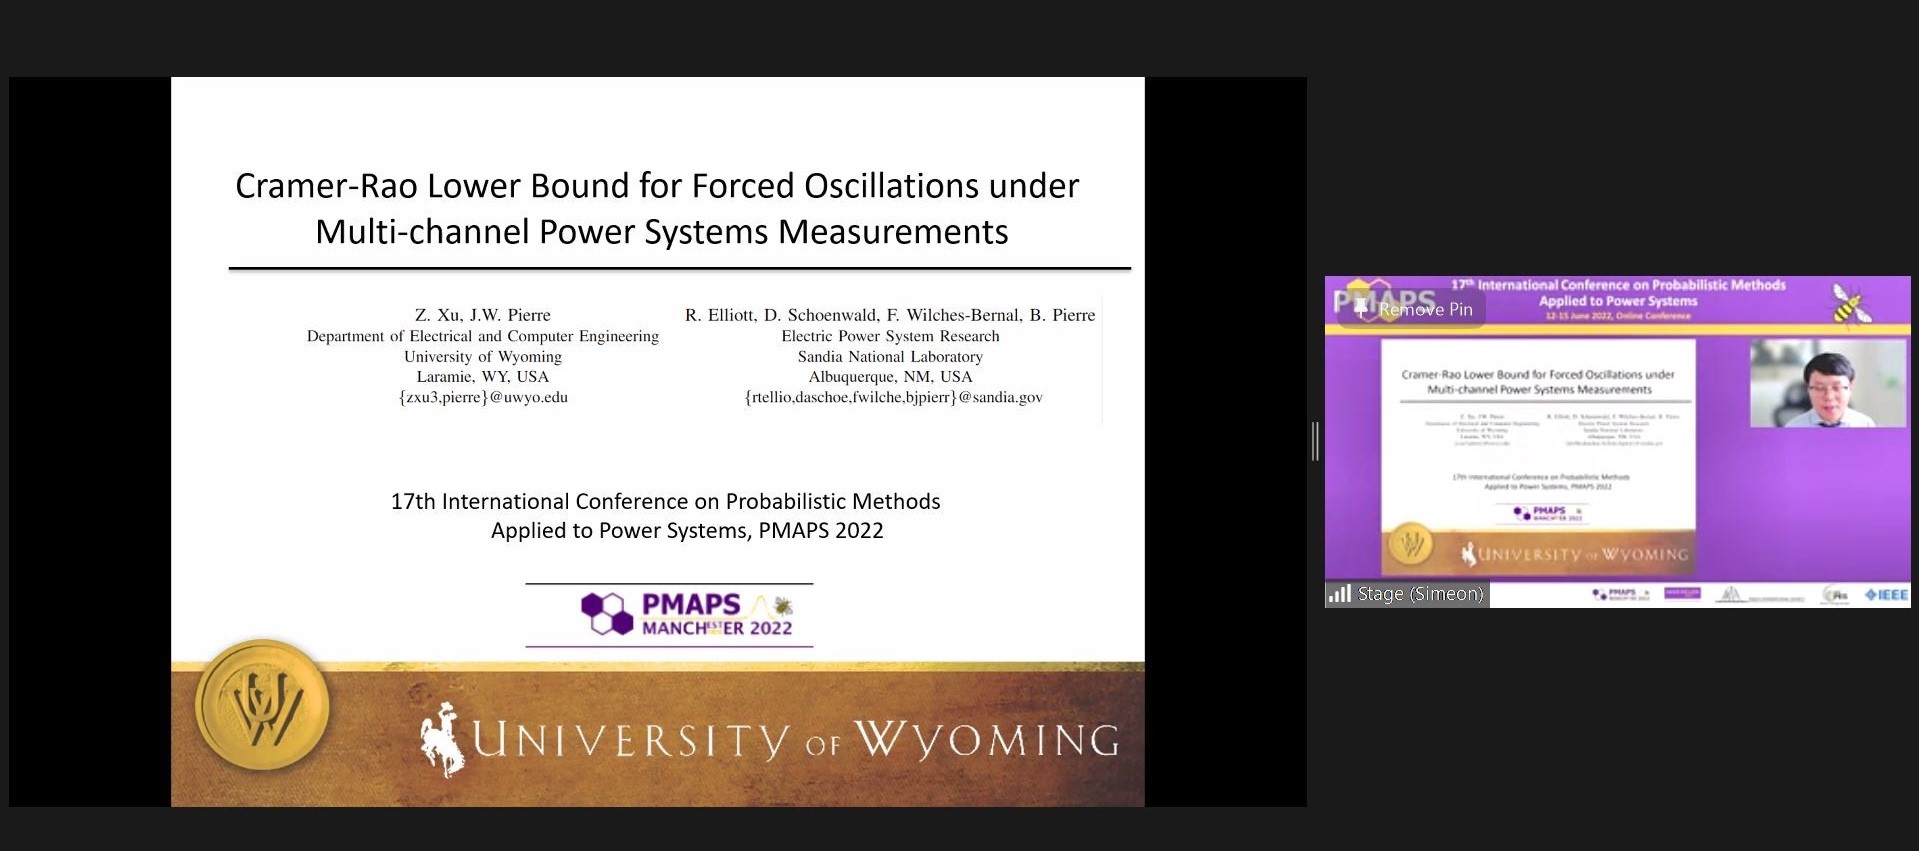 Cramer-Rao Lower Bound for Forced Oscillations under
Multi-channel Power Systems Measurements
Z. Xu, J.W. Pierre
Department of Electrical and Computer Engineering
University of Wyoming
Laramie, WY, USA
{zxu3,pierre}@uwyo.edu
R. Elliott, D. Schoenwald, F. Wilches-Bernal, B. Pierre
Electric Power System Research
Sandia National Laboratory
Albuquerque, NM, USA
{rtellio,daschoe,fwilche,bjpierr}@sandia.gov
17th International Conference on Probabilistic Methods
Applied to Power Systems, PMAPS 2022
PMAPS
MANCHESTER 2022
UW
UNIVERSITY OF WYOMING
PMAPS
Remove Pin
17th International Conference on Probabilistic Methods
Applied to Power Systems
12-15 June 2022, Online Conference
Cramer-Rao Lower Bound for Forced Oscillations under
Multi-channel Power Systems Measurements
17th International Conference on Probabilistic Methods
Applied to Power Systems, PMAPS 2022
PMAPS
MANCHESTER 2022
UNIVERSITY OF WYOMING
Stage (Simeon)
PMAPS
IEEE